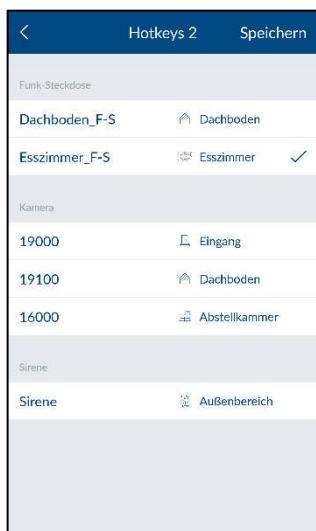 Hotkeys 2 Speichern
Funk-Steckdose
Dachboden_F-S Dachboden
Esszimmer_F-S Esszimmer
Kamera
19000 Eingang
19100 Dachboden
16000 Abstellkammer
Sirene
Sirene Außenbereich